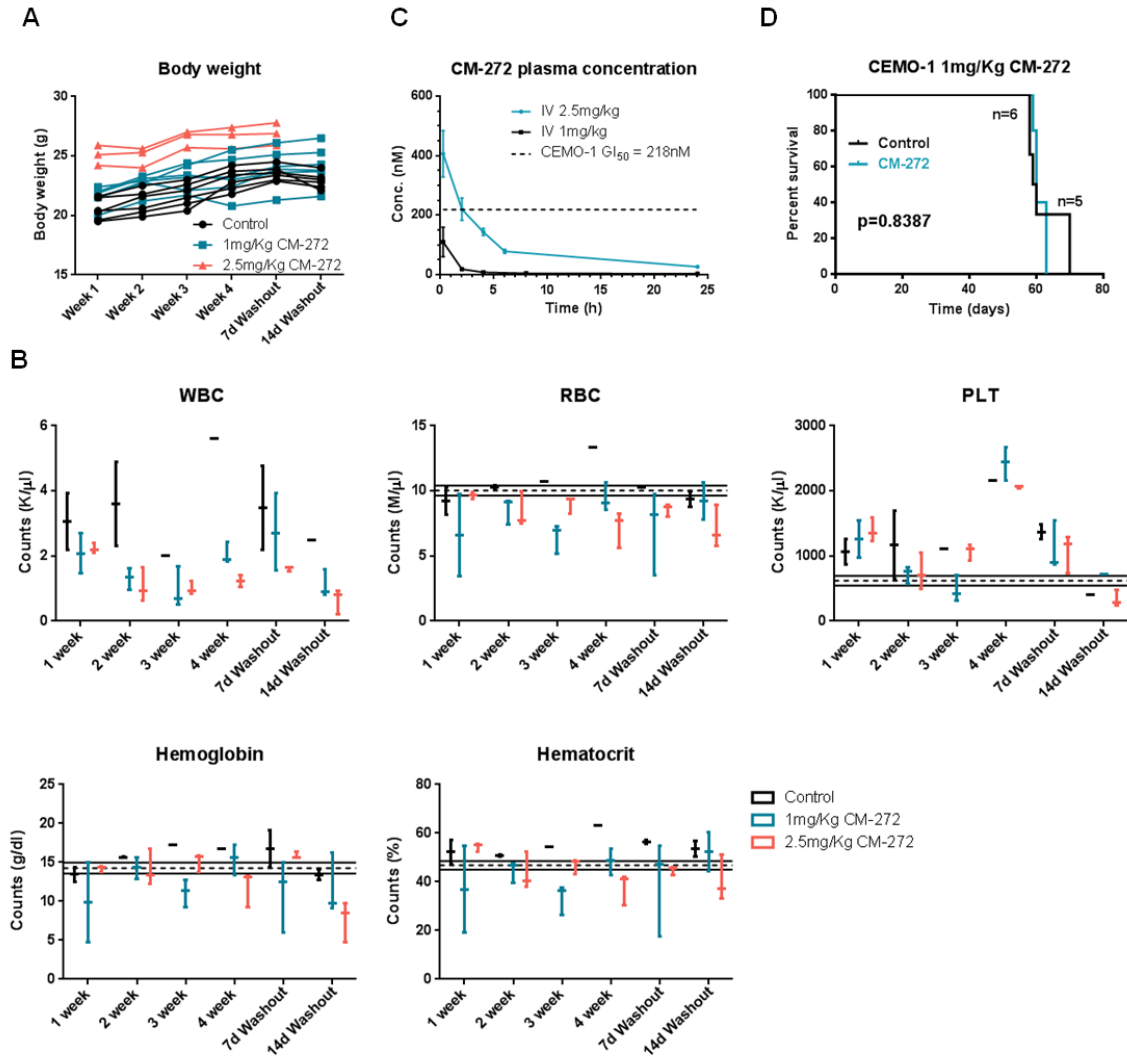 A
Body weight
Body weight (g)
30
25
20
15
Control
1mg/Kg CM-272
2.5mg/Kg CM-272
Week 1
Week 2
Week 3
Week 4
7d Washout
14d Washout
C
CM-272 plasma concentration
Conc. (nM)
600
400
200
0
IV 2.5mg/kg
IV 1mg/kg
CEMO-1 GI50 = 218nM
0 5 10 15 20 25
Time (h)
D
CEMO-1 1mg/Kg CM-272
Percent survival
100
80
60
40
20
0
n=6
Control
CM-272
n=5
p=0.8387
0 20 40 60 80
Time (days)
B
WBC
Counts (K/µl)
6
4
2
0
1 week
2 week
3 week
4 week
7d Washout
14d Washout
RBC
Counts (M/µl)
15
10
5
0
1 week
2 week
3 week
4 week
7d Washout
14d Washout
PLT
Counts (K/µl)
3000
2000
1000
0
1 week
2 week
3 week
4 week
7d Washout
14d Washout
Hemoglobin
Counts (g/dl)
25
20
15
10
5
0
1 week
2 week
3 week
4 week
7d Washout
14d Washout
Hematocrit
Counts (%)
80
60
40
20
0
1 week
2 week
3 week
4 week
7d Washout
14d Washout
Control
1mg/Kg CM-272
2.5mg/Kg CM-272